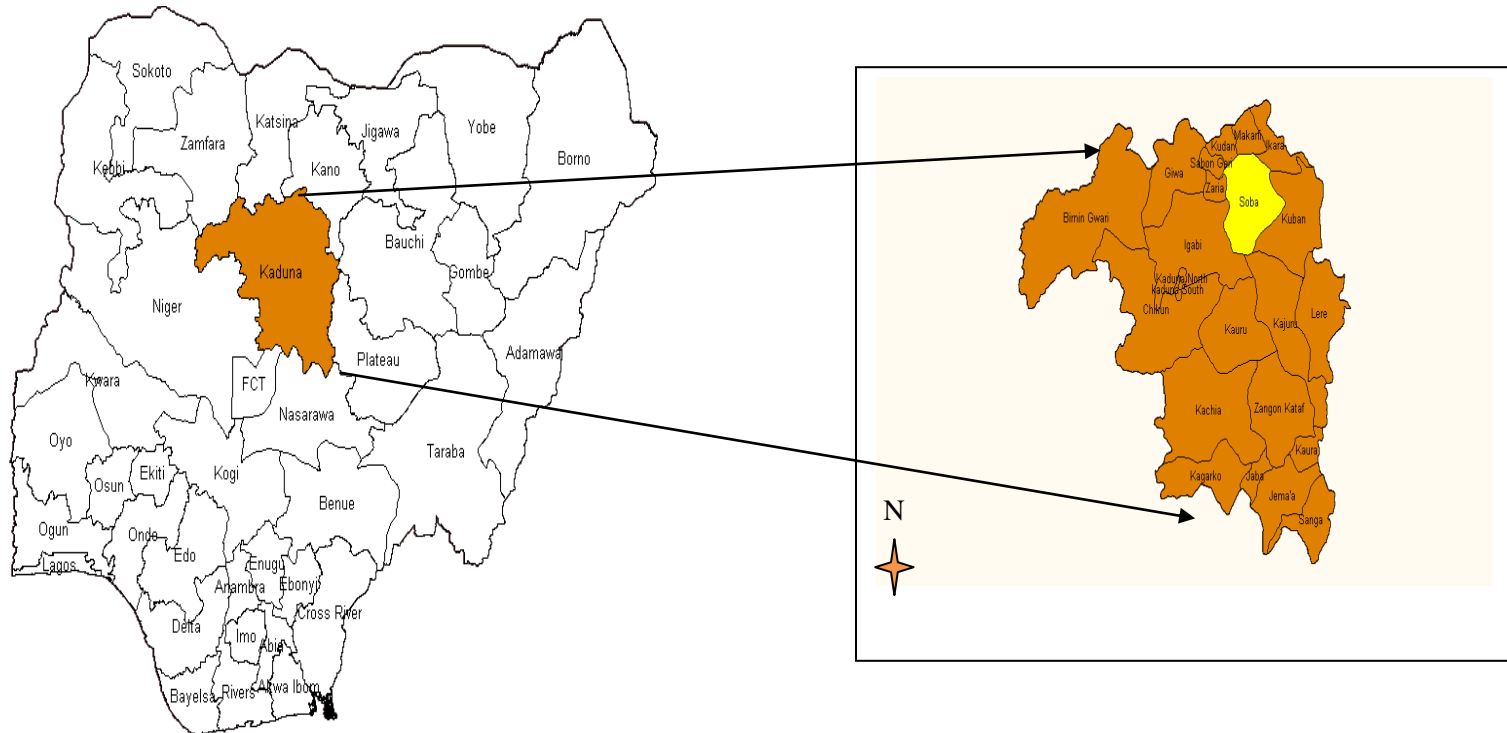 Sokoto
Zamfara
Katsina
Kebbi
Kano
Jigawa
Yobe
Borno
Kaduna
Bauchi
Gombe
Niger
Adamawa
Plateau
FCT
Nasarawa
Kwara
Oyo
Taraba
Osun
Ekiti
Kogi
Benue
Ogun
Ondo
Edo
Lagos
Enugu
Ebonyi
Anambra
Cross River
Delta
Imo
Abia
Bayelsa
Rivers
Akwa Ibom
Makarfi
Kudan
Ikara
Sabon Gari
Giwa
Zaria
Soba
Kuban
Birnin Gwari
Igabi
Kaduna North
kaduna South
Chikun
Kauru
Kajuru
Lere
Kachia
Zangon Kataf
Kaura
Kagarko
Jaba
Jema'a
Sanga
N